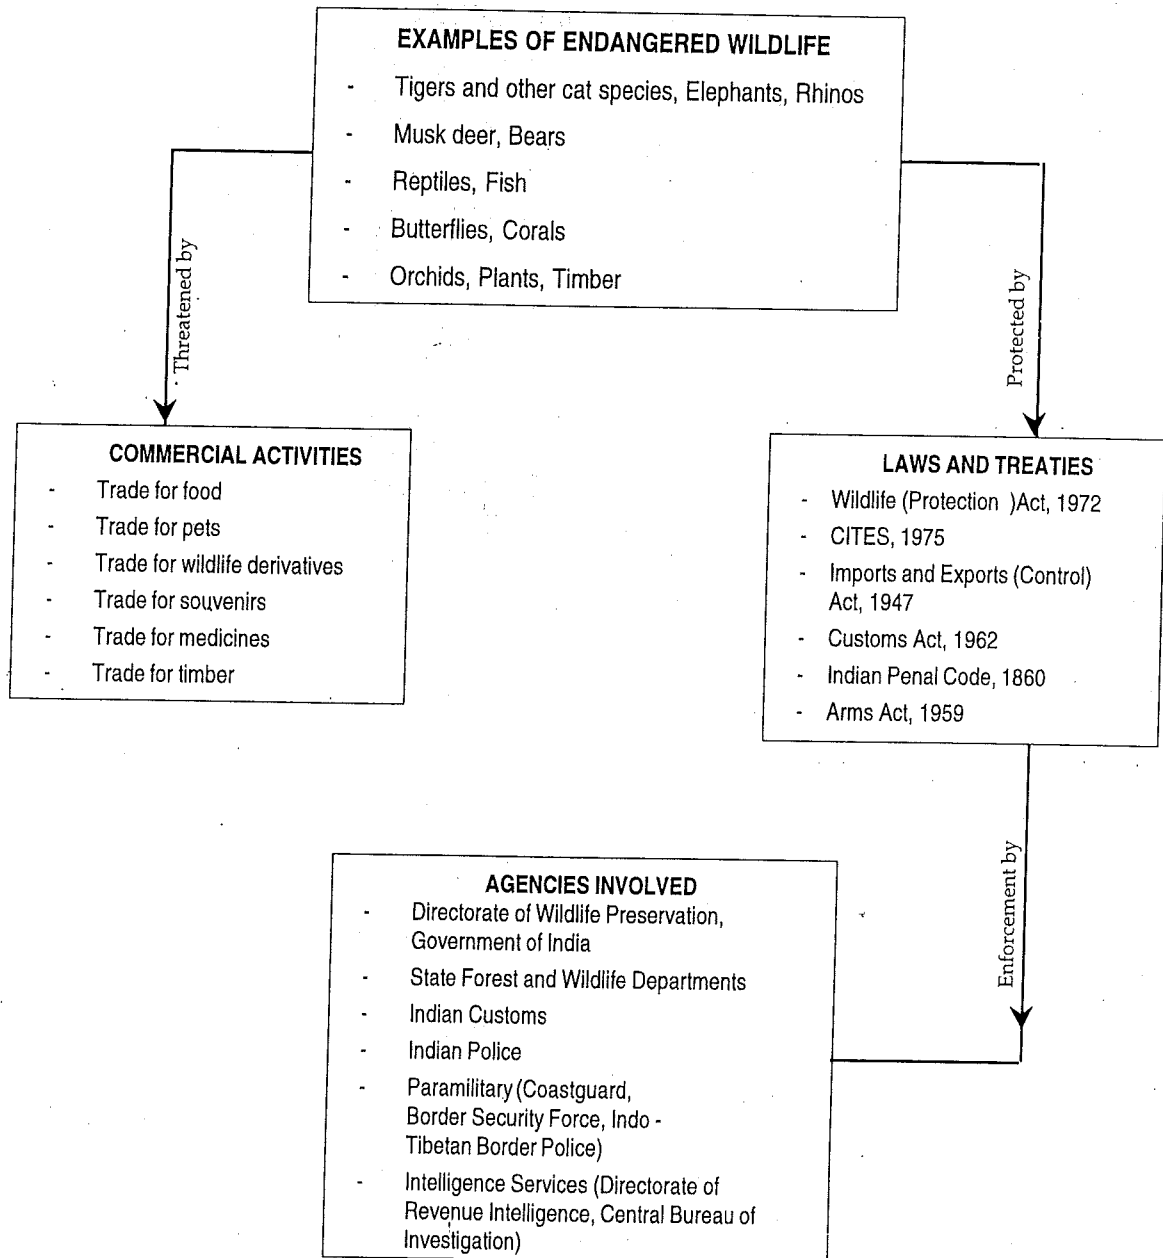 EXAMPLES OF ENDANGERED WILDLIFE
- Tigers and other cat species, Elephants, Rhinos
- Musk deer, Bears
- Reptiles, Fish
- Butterflies, Corals
- Orchids, Plants, Timber
Threatened by
Protected by
COMMERCIAL ACTIVITIES
- Trade for food
- Trade for pets
- Trade for wildlife derivatives
- Trade for souvenirs
- Trade for medicines
- Trade for timber
LAWS AND TREATIES
- Wildlife (Protection )Act, 1972
- CITES, 1975
- Imports and Exports (Control)
Act, 1947
- Customs Act, 1962
- Indian Penal Code, 1860
- Arms Act, 1959
Enforcement by
AGENCIES INVOLVED
- Directorate of Wildlife Preservation,
Government of India
- State Forest and Wildlife Departments
- Indian Customs
- Indian Police
- Paramilitary (Coastguard,
Border Security Force, Indo -
Tibetan Border Police)
- Intelligence Services (Directorate of
Revenue Intelligence, Central Bureau of
Investigation)